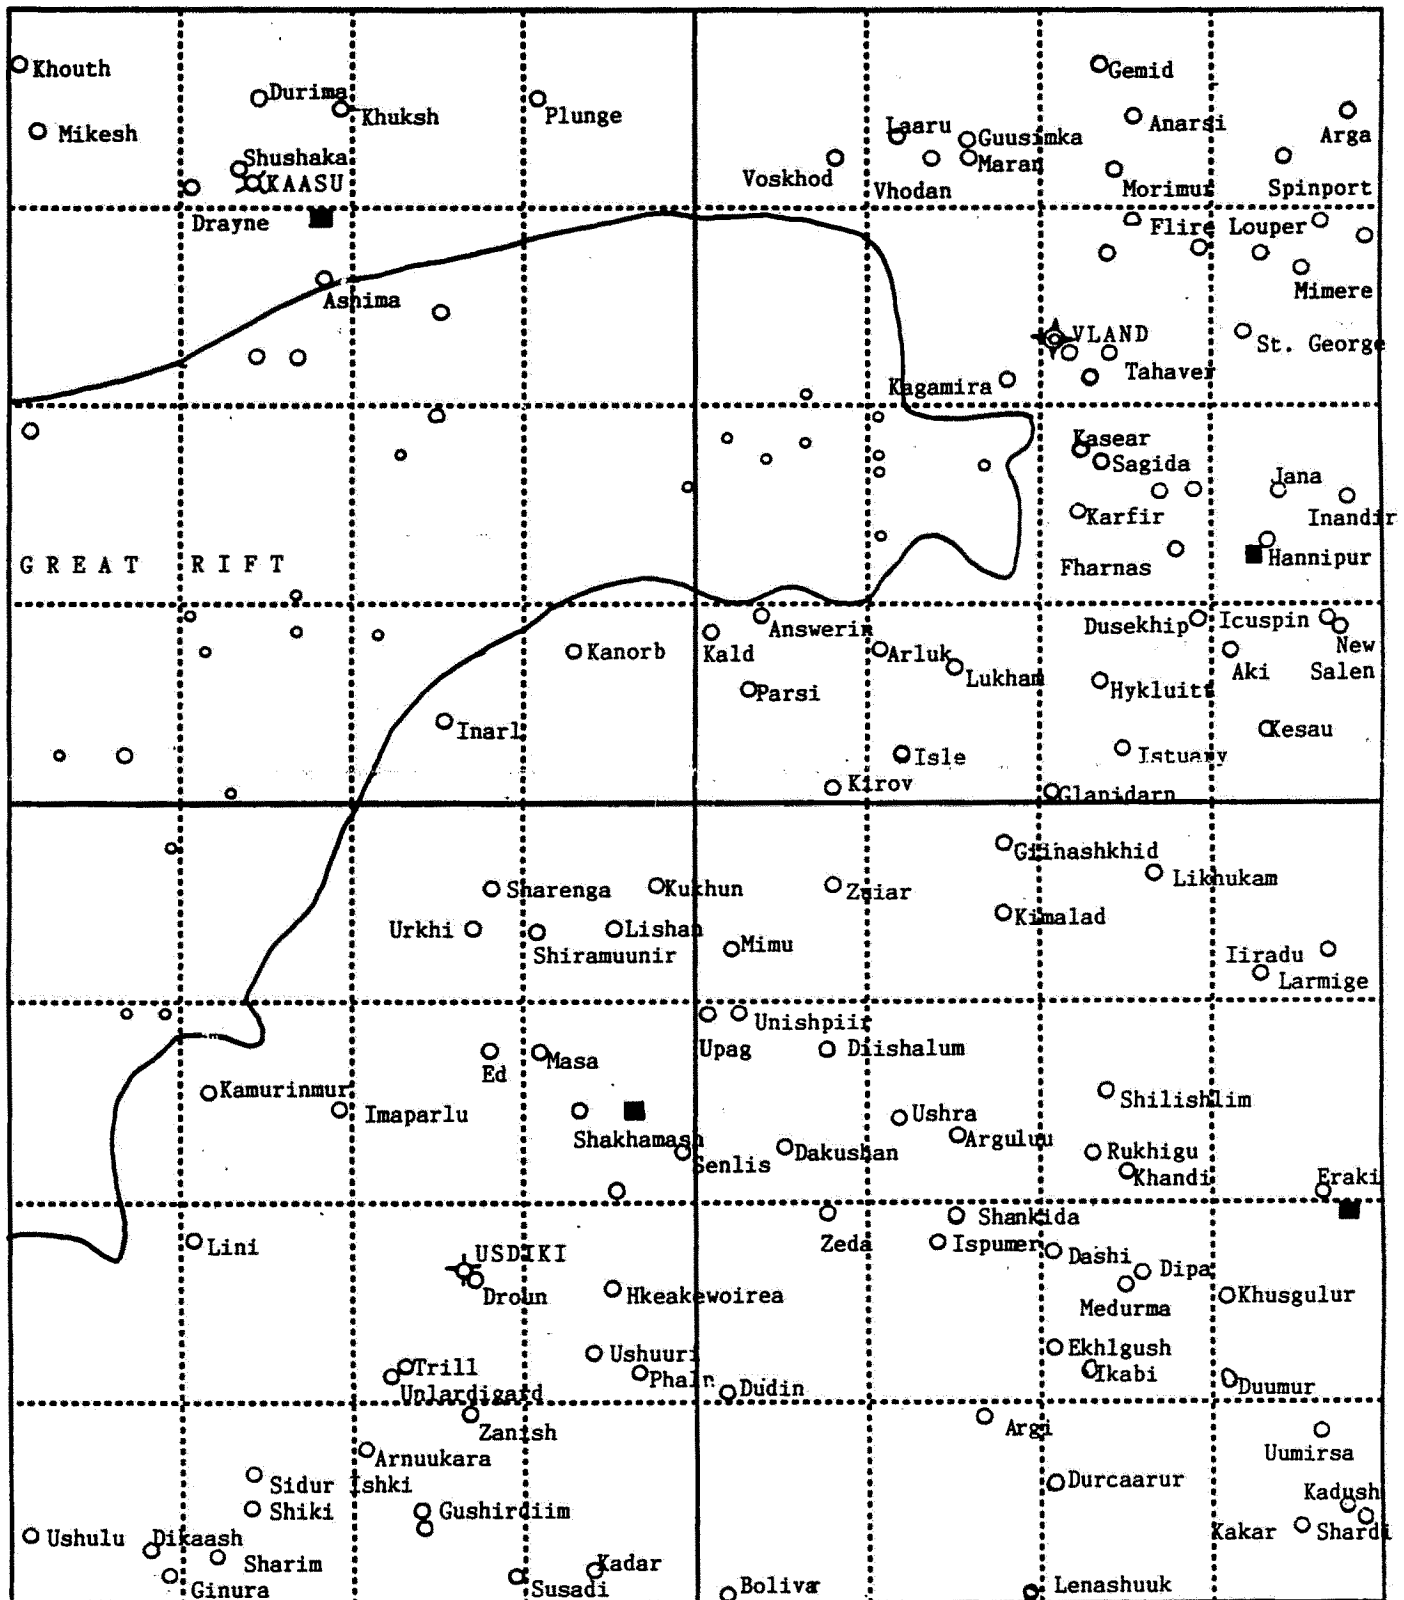 Khouth
Gemid
Durima
Khuksh
Plunge
Mikesh
Laaru
Guusimka
Anarsi
Arga
Shushaka
Maran
KAASU
Voskhod
Vhodan
Morimur
Spinport
Drayne
Flire
Louper
Ashima
Mimere
VLAND
St. George
Tahaver
Kagamira
Kasear
Sagida
Jana
Karfir
Inandir
GREAT RIFT
Fharnas
Hannipur
Answerin
Dusekhip
Icuspin
Kanorb
Kald
Arluk
New
Salen
Lukham
Aki
Parsi
Hykluitt
Inarl
Kesau
Isle
Istuary
Kirov
Glanidarn
Giinashkhid
Likhukam
Sharenga
Kukhun
Zuiar
Kimalad
Urkhi
Lishan
Shiramuunir
Mimu
Iiradu
Larmige
Unishpiir
Upag
Diishalum
Ed
Masa
Kamurinmur
Imaparlu
Shilishlim
Ushra
Shakhamash
Arguluu
Senlis
Dakushan
Rukhigu
Khandi
Eraki
Lini
Shankida
Zeda
Ispumer
USDIKI
Dashi
Dipa
Droun
Hkeakewoirea
Medurma
Khusgulur
Ushuuri
Ekhlgush
Trill
Phaln
Ikabi
Unlardigard
Dudin
Duumur
Zanish
Argi
Arnuukara
Uumirsa
Sidur Ishki
Durcaarur
Kadush
Shiki
Gushirdiim
Ushulu
Dikaash
Kakar
Shardi
Sharim
Kadar
Ginura
Susadi
Bolivar
Lenashuuk